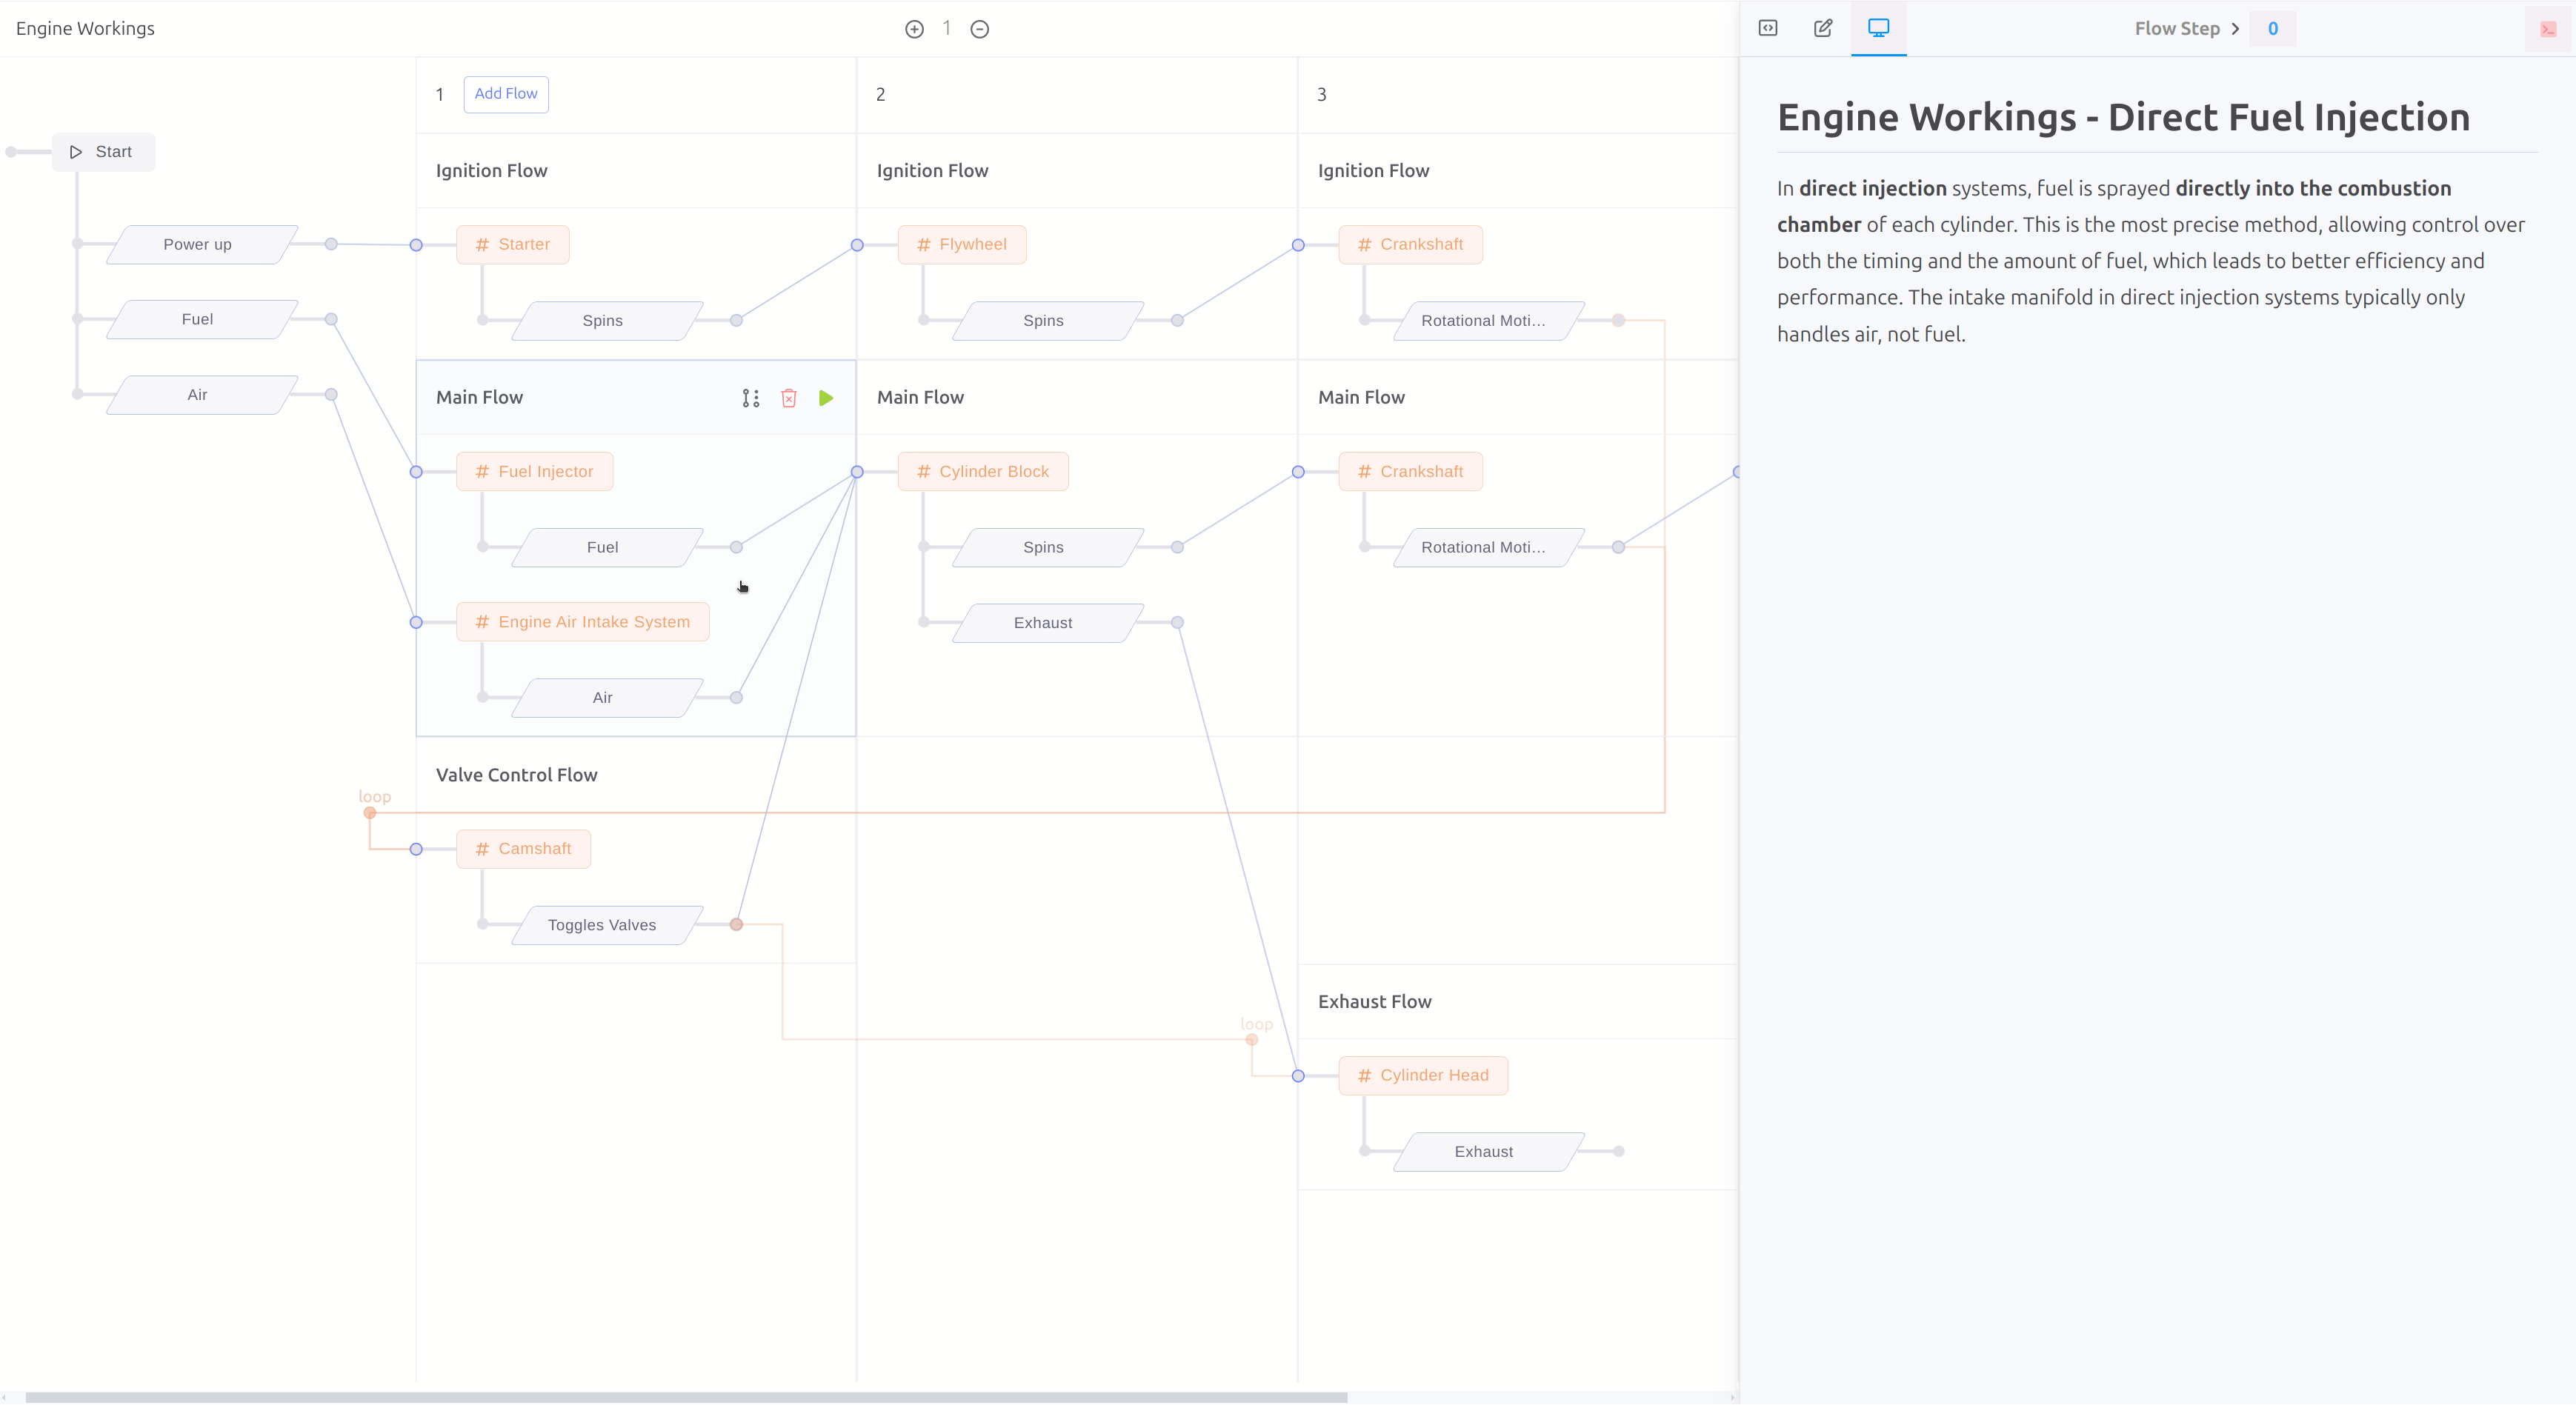 Engine Workings
1
Flow Step
0
1
Add Flow
2
3
Start
Power up
Fuel
Air
Ignition Flow
Starter
Spins
Ignition Flow
Flywheel
Spins
Ignition Flow
Crankshaft
Rotational Moti...
Main Flow
Fuel Injector
Fuel
Engine Air Intake System
Air
Main Flow
Cylinder Block
Spins
Exhaust
Main Flow
Crankshaft
Rotational Moti...
Valve Control Flow
loop
Camshaft
Toggles Valves
loop
Exhaust Flow
Cylinder Head
Exhaust
Engine Workings - Direct Fuel Injection
In direct injection systems, fuel is sprayed directly into the combustion
chamber of each cylinder. This is the most precise method, allowing control over
both the timing and the amount of fuel, which leads to better efficiency and
performance. The intake manifold in direct injection systems typically only
handles air, not fuel.